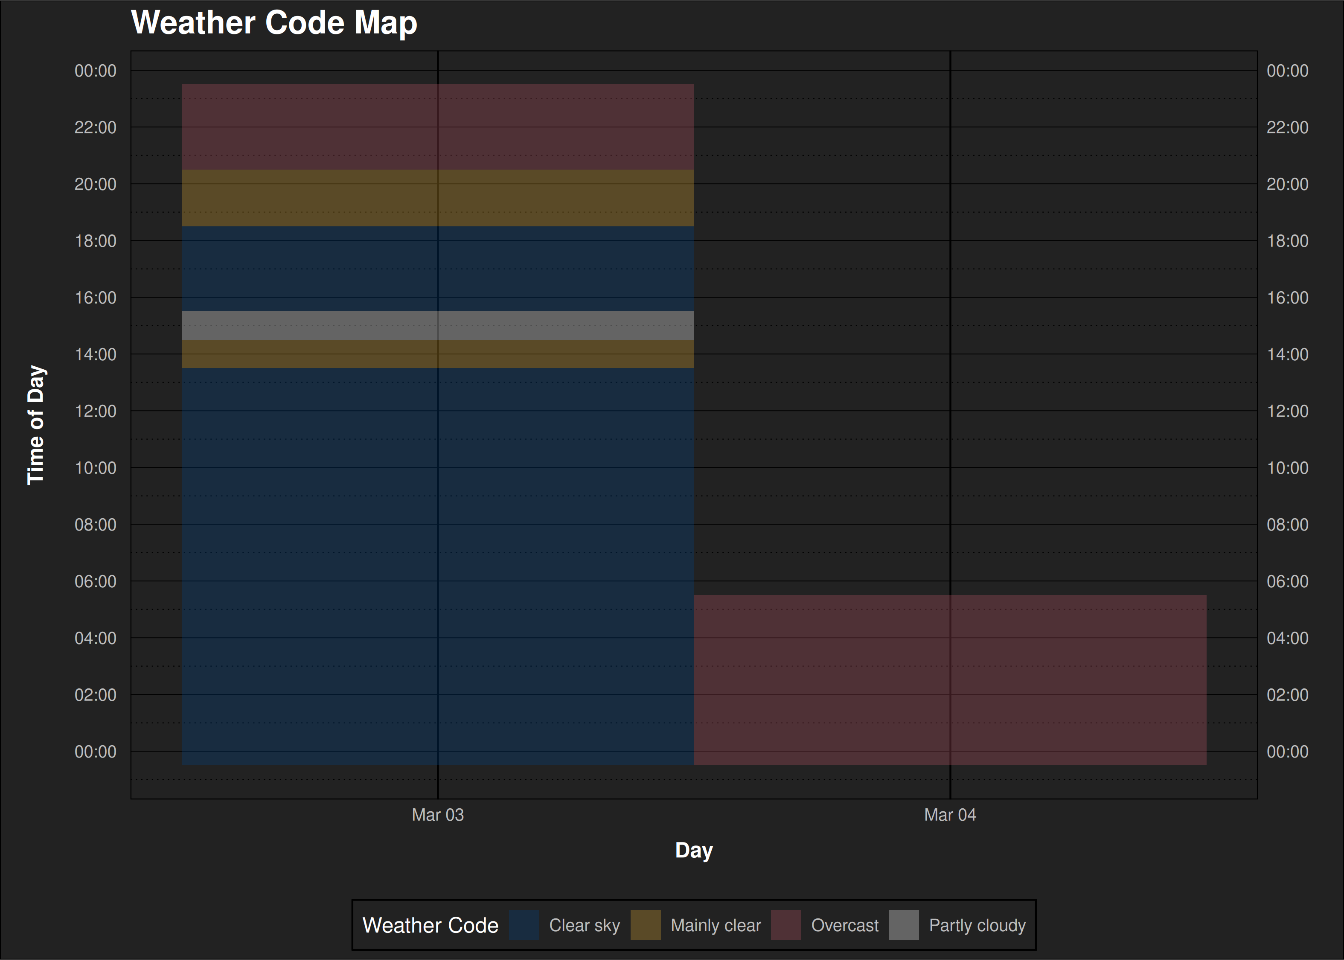 Weather Code Map
00:00 00:00
22:00 22:00
20:00 20:00
18:00 18:00
16:00 16:00
14:00 14:00
12:00 12:00
10:00 10:00
08:00 08:00
06:00 06:00
04:00 04:00
02:00 02:00
00:00 00:00
Time of Day
Mar 03 Mar 04
Day
Weather Code Clear sky Mainly clear Overcast Partly cloudy